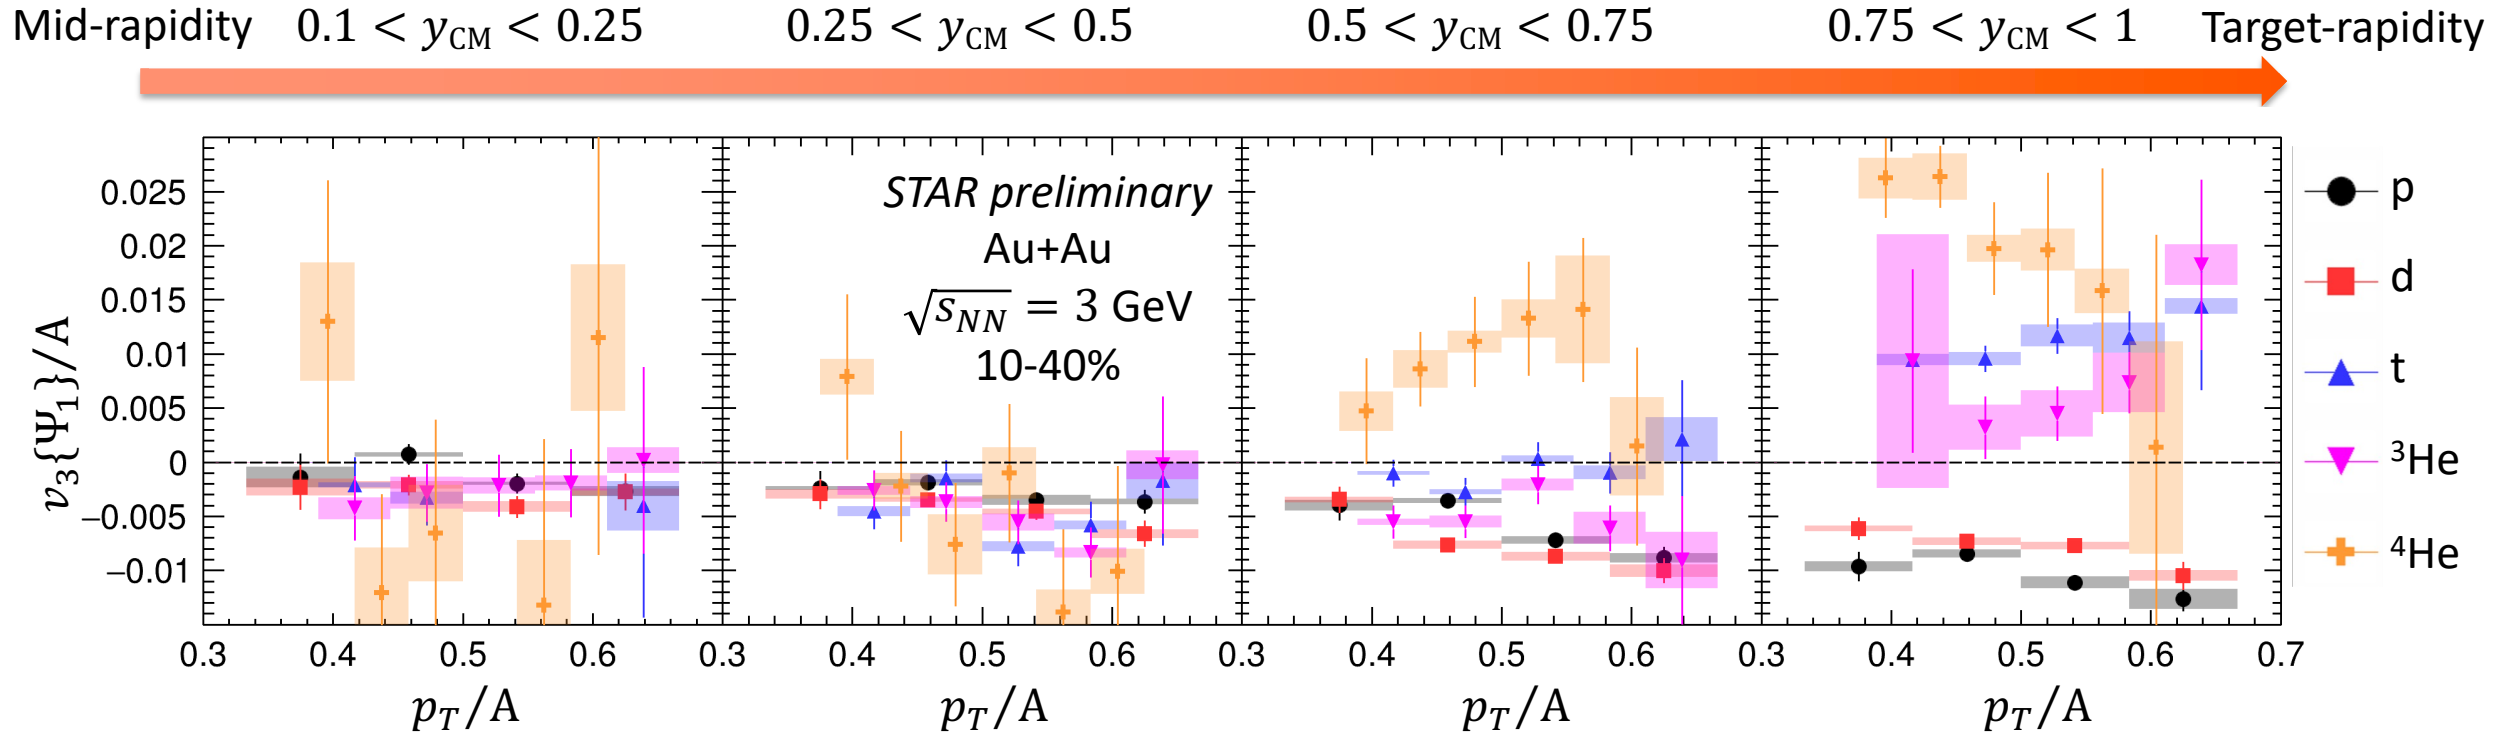 Mid-rapidity 0.1 < y_CM < 0.25 0.25 < y_CM < 0.5 0.5 < y_CM < 0.75 0.75 < y_CM < 1 Target-rapidity
v₃{Ψ₁}/A
0.025
0.02
0.015
0.01
0.005
0
−0.005
−0.01
STAR preliminary
Au+Au
√s_NN = 3 GeV
10-40%
p
d
t
³He
⁴He
0.3 0.4 0.5 0.6 0.3 0.4 0.5 0.6 0.3 0.4 0.5 0.6 0.3 0.4 0.5 0.6 0.7
p_T/A p_T/A p_T/A p_T/A